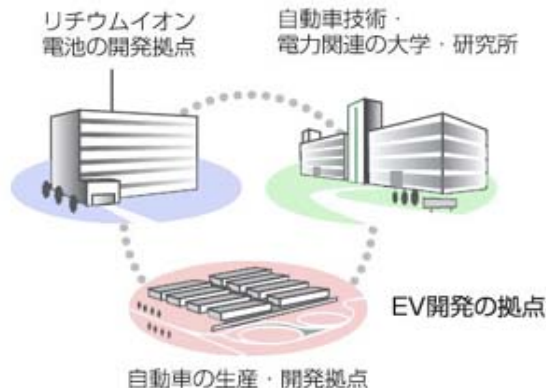 リチウムイオン
電池の開発拠点
自動車技術・
電力関連の大学・研究所
EV開発の拠点
自動車の生産・開発拠点